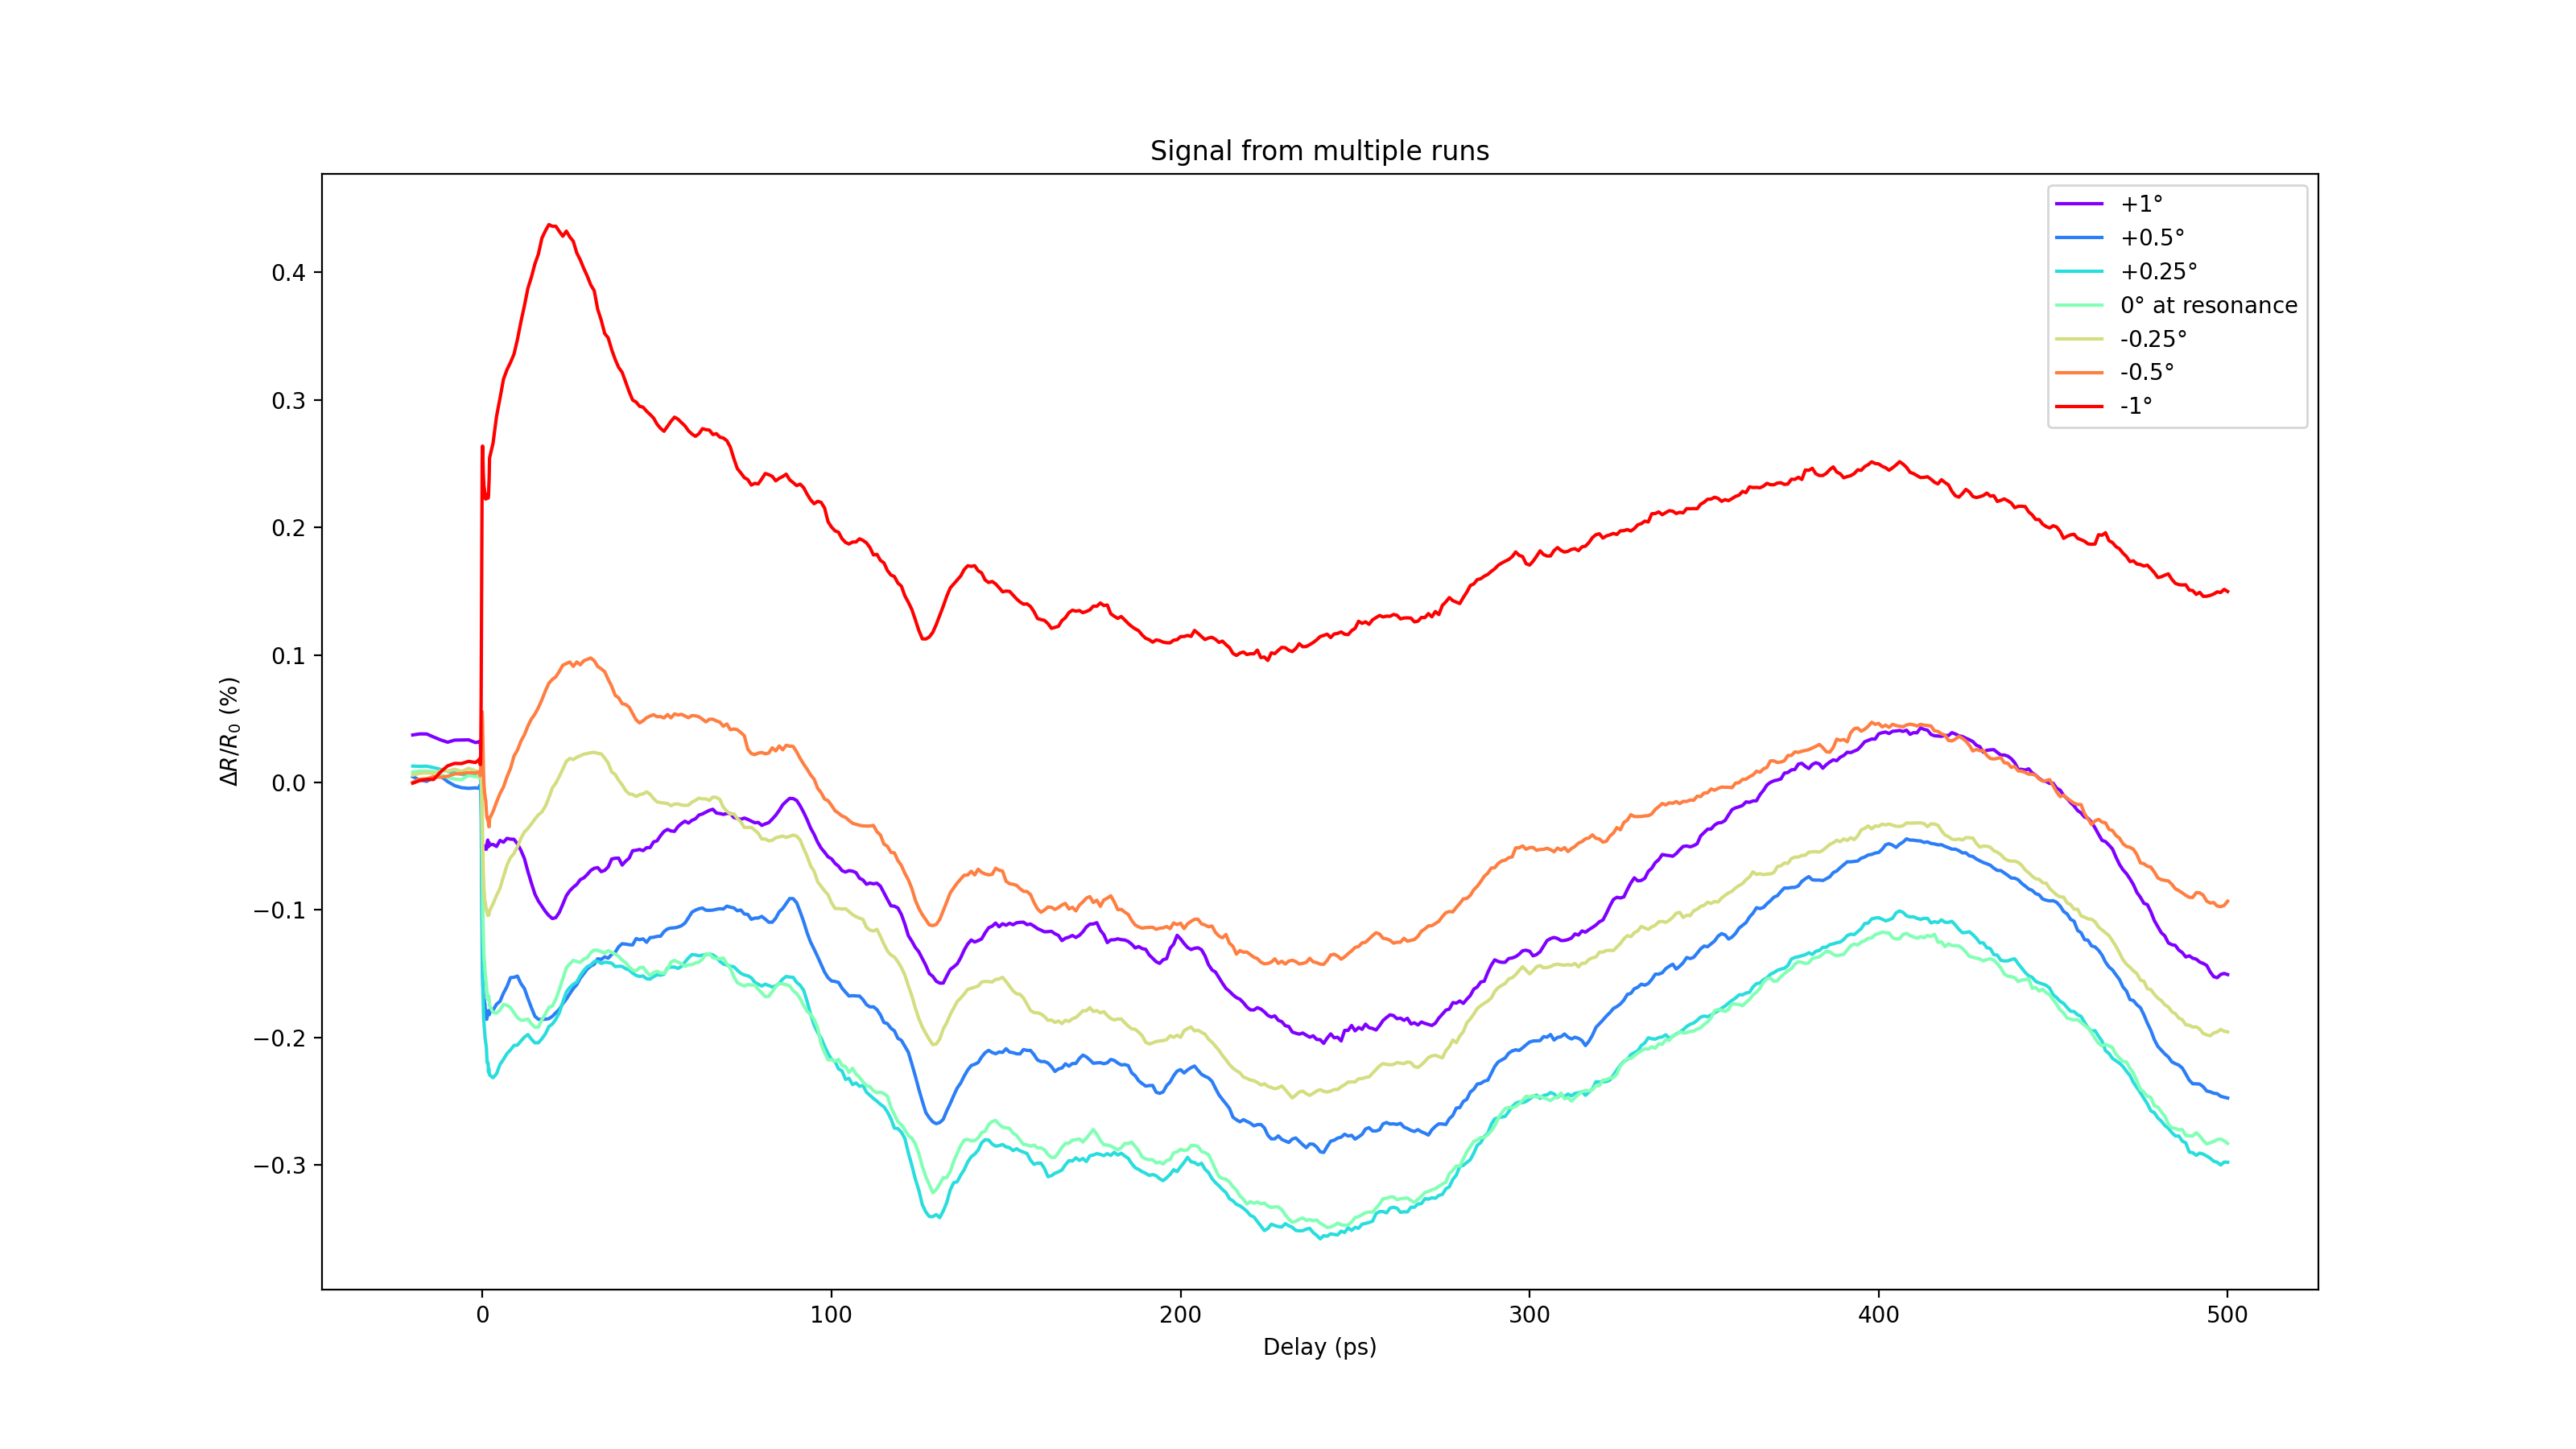 Signal from multiple runs
+1°
+0.5°
+0.25°
0° at resonance
-0.25°
-0.5°
-1°
ΔR/R₀ (%)
0.4
0.3
0.2
0.1
0.0
−0.1
−0.2
−0.3
0 100 200 300 400 500
Delay (ps)